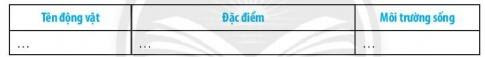 Tên động vật Đặc điểm Môi trường sống
... ... ...